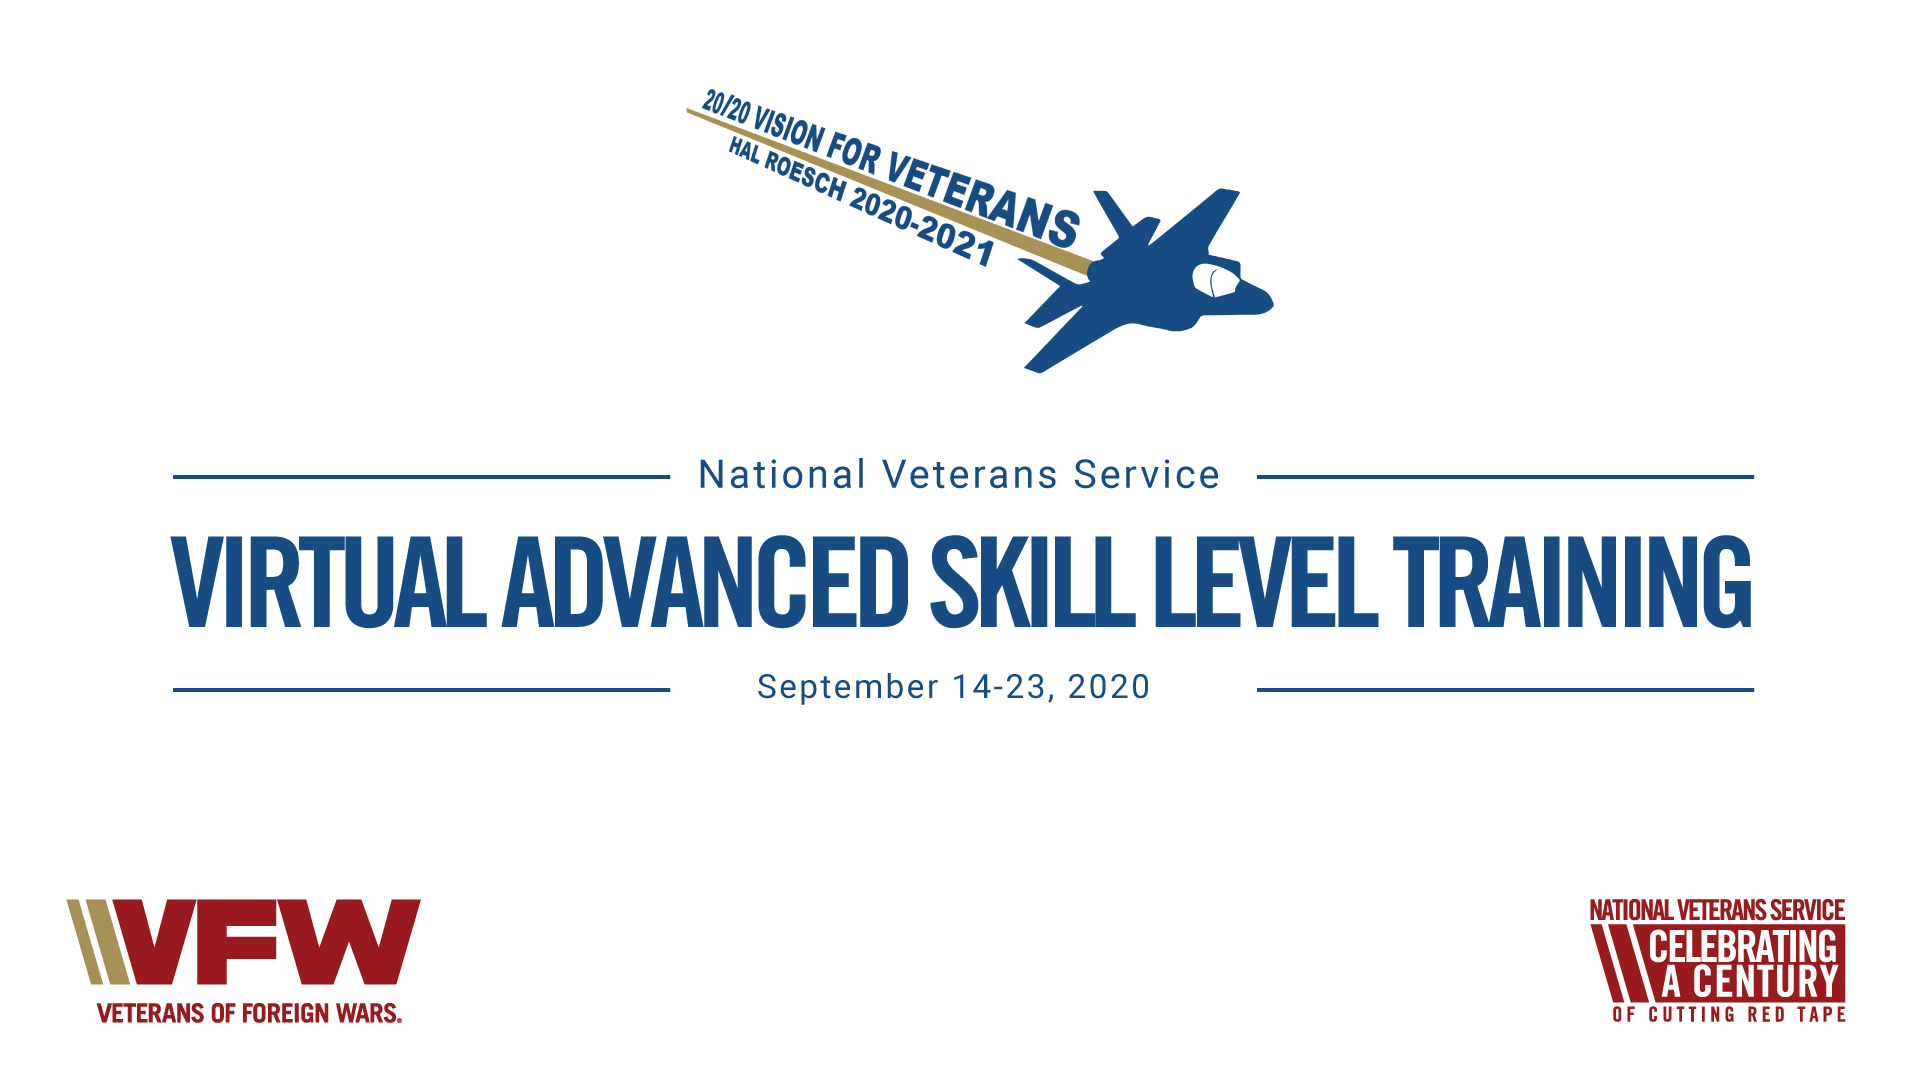 20/20 VISION FOR VETERANS
HAL ROESCH 2020-2021
National Veterans Service
VIRTUAL ADVANCED SKILL LEVEL TRAINING
September 14-23, 2020
VFW
VETERANS OF FOREIGN WARS.
NATIONAL VETERANS SERVICE
CELEBRATING
A CENTURY
OF CUTTING RED TAPE